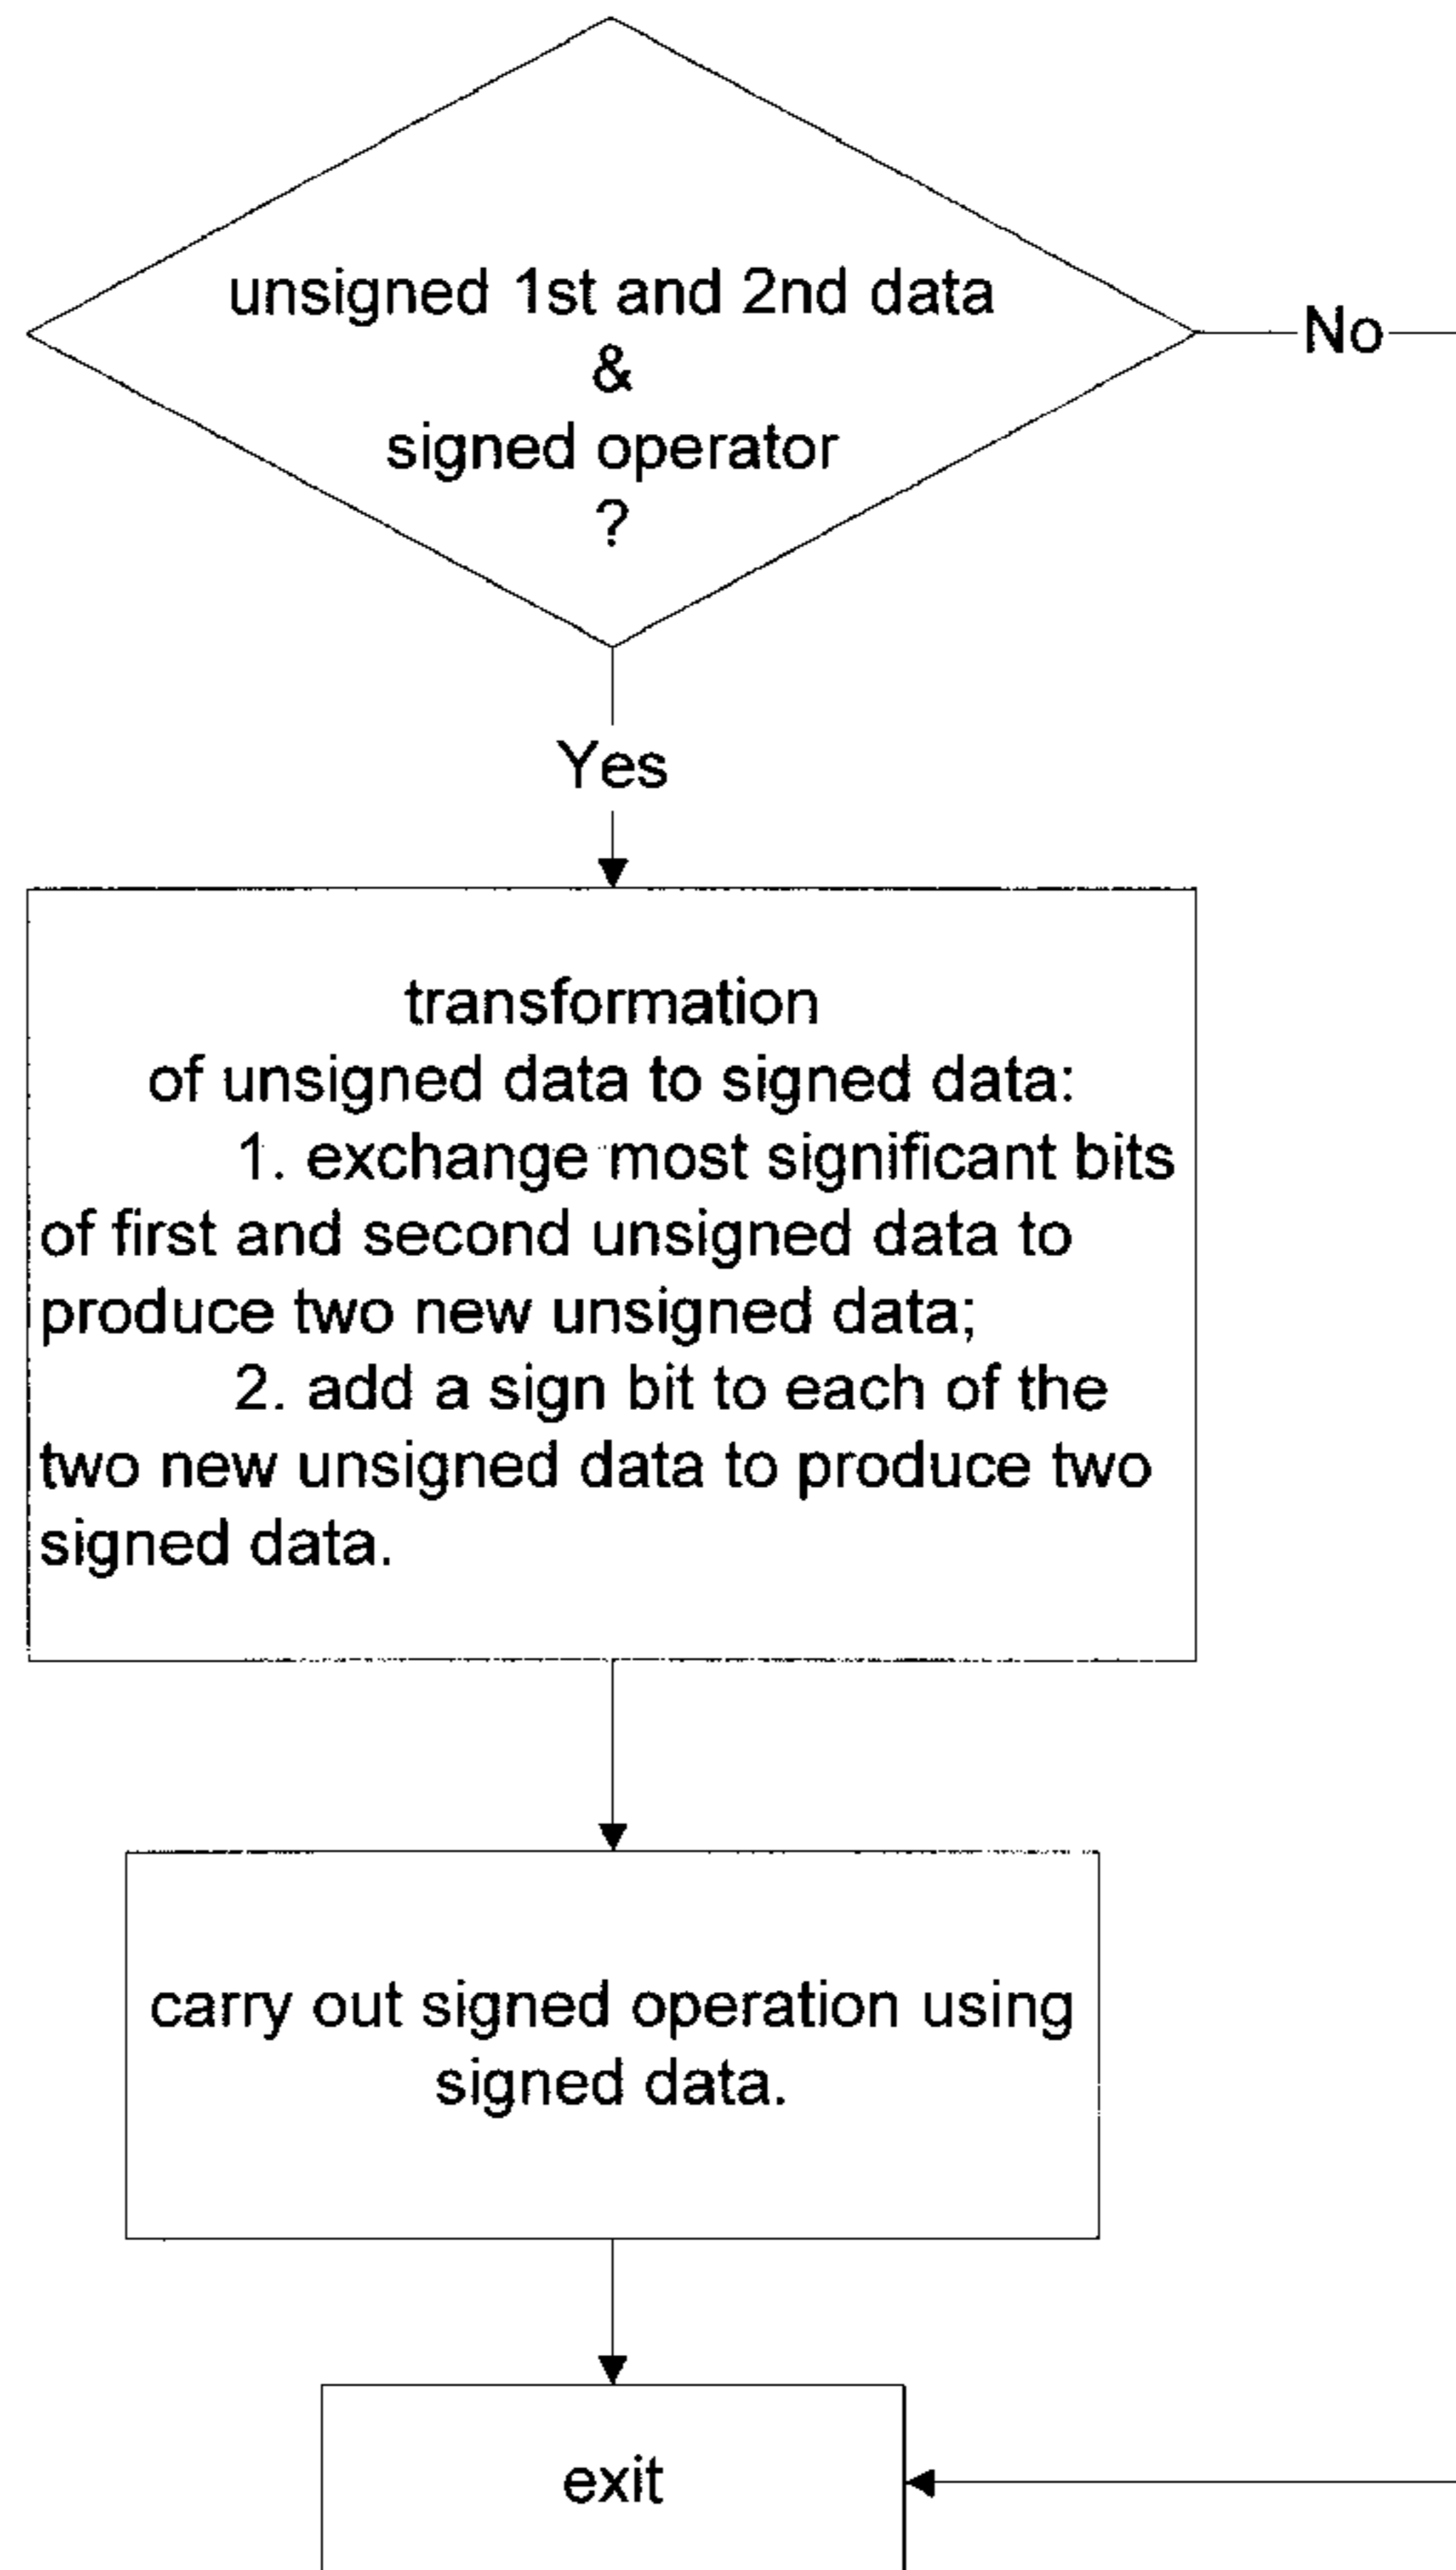 unsigned 1st and 2nd data
&
signed operator
?
No
Yes
transformation
of unsigned data to signed data:
1. exchange most significant bits
of first and second unsigned data to
produce two new unsigned data;
2. add a sign bit to each of the
two new unsigned data to produce two
signed data.
carry out signed operation using
signed data.
exit